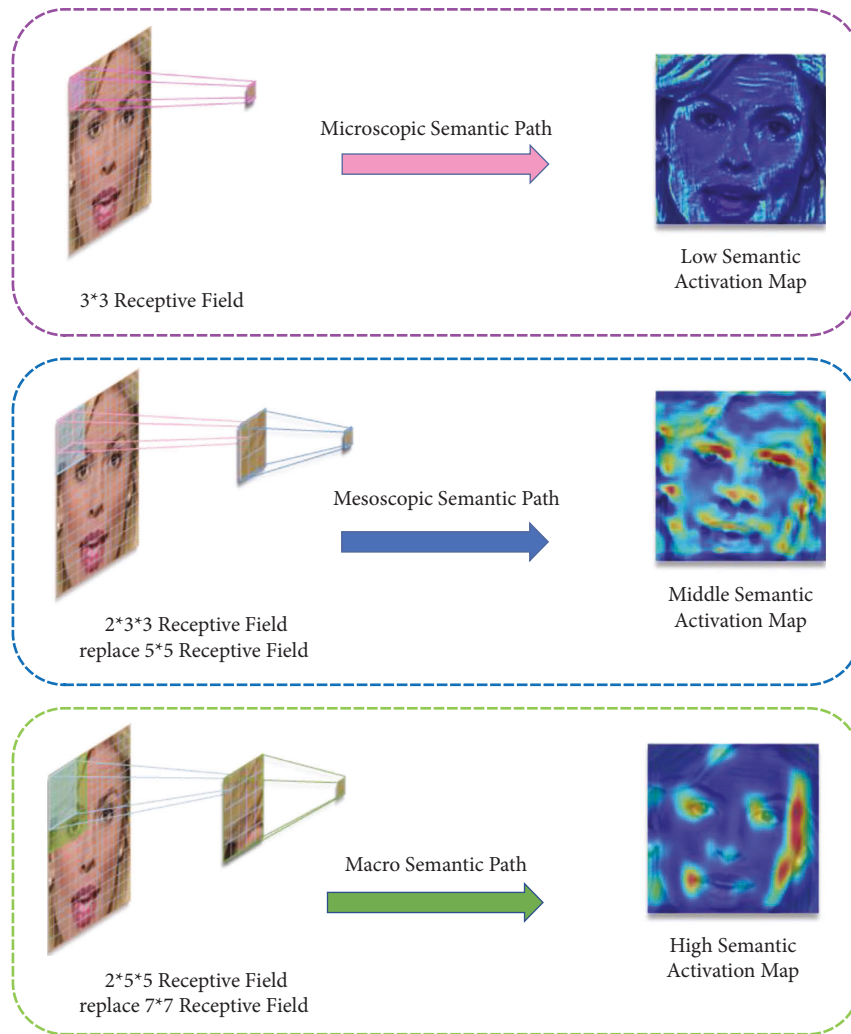 Microscopic Semantic Path
3*3 Receptive Field
Low Semantic
Activation Map
Mesoscopic Semantic Path
2*3*3 Receptive Field
replace 5*5 Receptive Field
Middle Semantic
Activation Map
Macro Semantic Path
2*5*5 Receptive Field
replace 7*7 Receptive Field
High Semantic
Activation Map